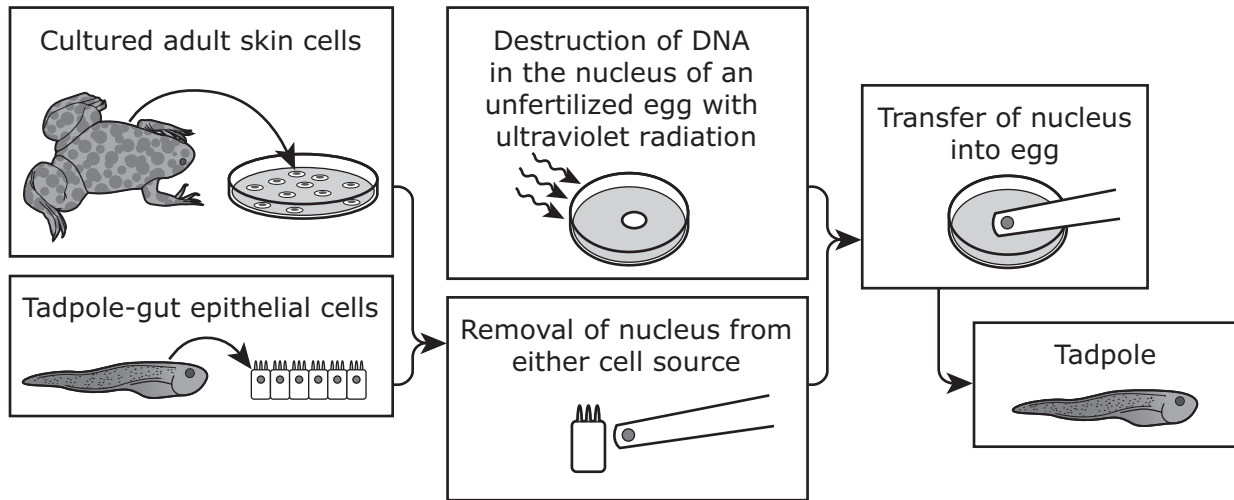 Cultured adult skin cells
Tadpole-gut epithelial cells
Destruction of DNA
in the nucleus of an
unfertilized egg with
ultraviolet radiation
Removal of nucleus from
either cell source
Transfer of nucleus
into egg
Tadpole